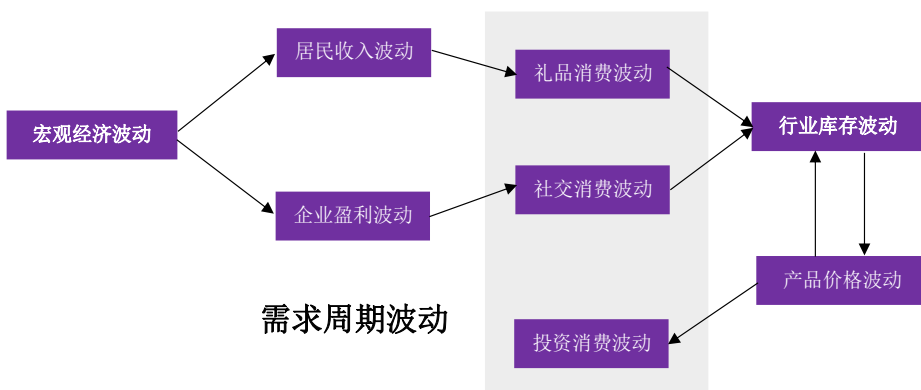 居民收入波动
礼品消费波动
宏观经济波动
行业库存波动
企业盈利波动
社交消费波动
产品价格波动
需求周期波动
投资消费波动